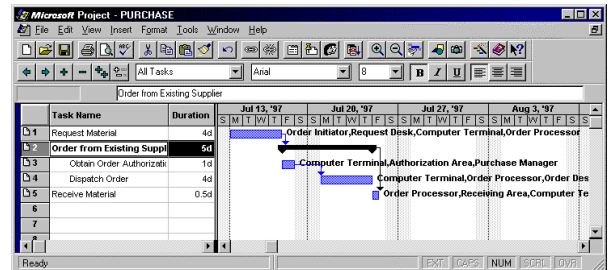 Microsoft Project - PURCHASE
File Edit View Insert Format Tools Window Help
All Tasks Arial 8 B I U
Order from Existing Supplier
Task Name Duration Jul 13, '97 Jul 20, '97 Jul 27, '97 Aug 3, '97
S M T W T F S S M T W T F S S M T W T F S S M T W T F S S
1 Request Material 4d Order Initiator,Request Desk,Computer Terminal,Order Processor
2 Order from Existing Suppl 5d
3 Obtain Order Authorizatic 1d Computer Terminal,Authorization Area,Purchase Manager
4 Dispatch Order 4d Computer Terminal,Order Processor,Order Des
5 Receive Material 0.5d Order Processor,Receiving Area,Computer Te
6
7
8
Ready EXT CAPS NUM SCRL OVR